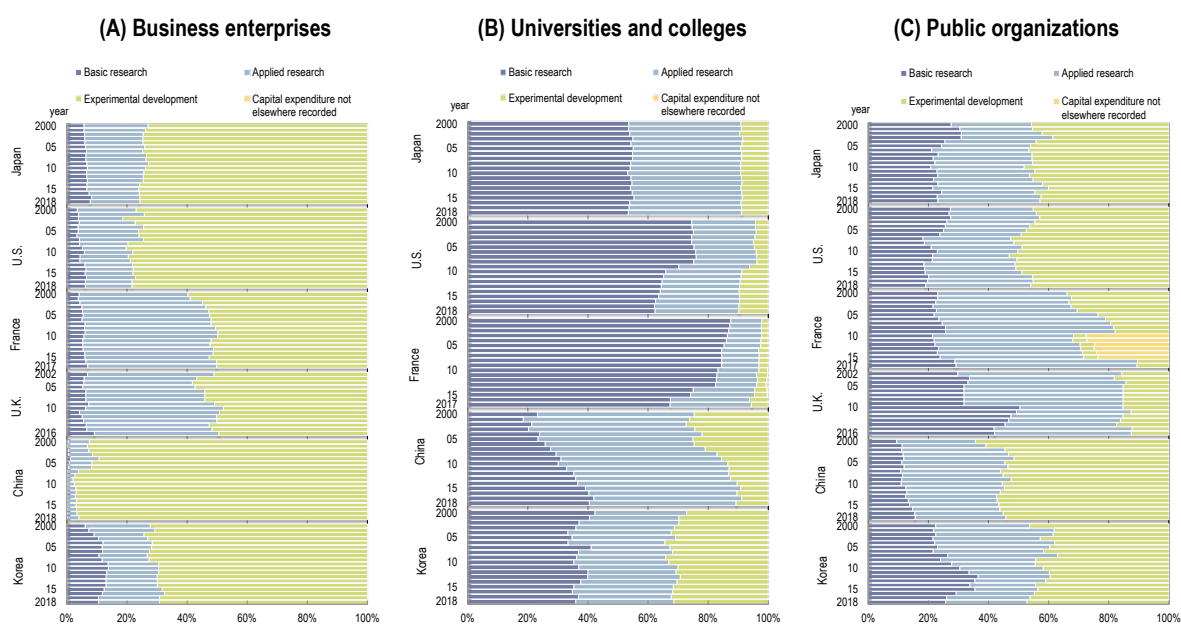 (A) Business enterprises
Basic research
Applied research
Experimental development
Capital expenditure not
elsewhere recorded
year
Japan
2000
05
10
15
2018
U.S.
2000
05
10
15
2018
France
2000
05
10
15
2017
U.K.
2002
05
10
2016
China
2000
05
10
15
2018
Korea
2000
05
10
15
2018
0%
20%
40%
60%
80%
100%
(B) Universities and colleges
Basic research
Applied research
Experimental development
Capital expenditure not
elsewhere recorded
year
Japan
2000
05
10
15
2018
U.S.
2000
05
10
15
2018
France
2000
05
10
15
2017
China
2000
05
10
15
2018
Korea
2000
05
10
15
2018
0%
20%
40%
60%
80%
100%
(C) Public organizations
Basic research
Applied research
Experimental development
Capital expenditure not
elsewhere recorded
year
Japan
2000
05
10
15
2018
U.S.
2000
05
10
15
2018
France
2000
05
10
15
2017
U.K.
2002
05
10
2016
China
2000
05
10
15
2018
Korea
2000
05
10
15
2018
0%
20%
40%
60%
80%
100%